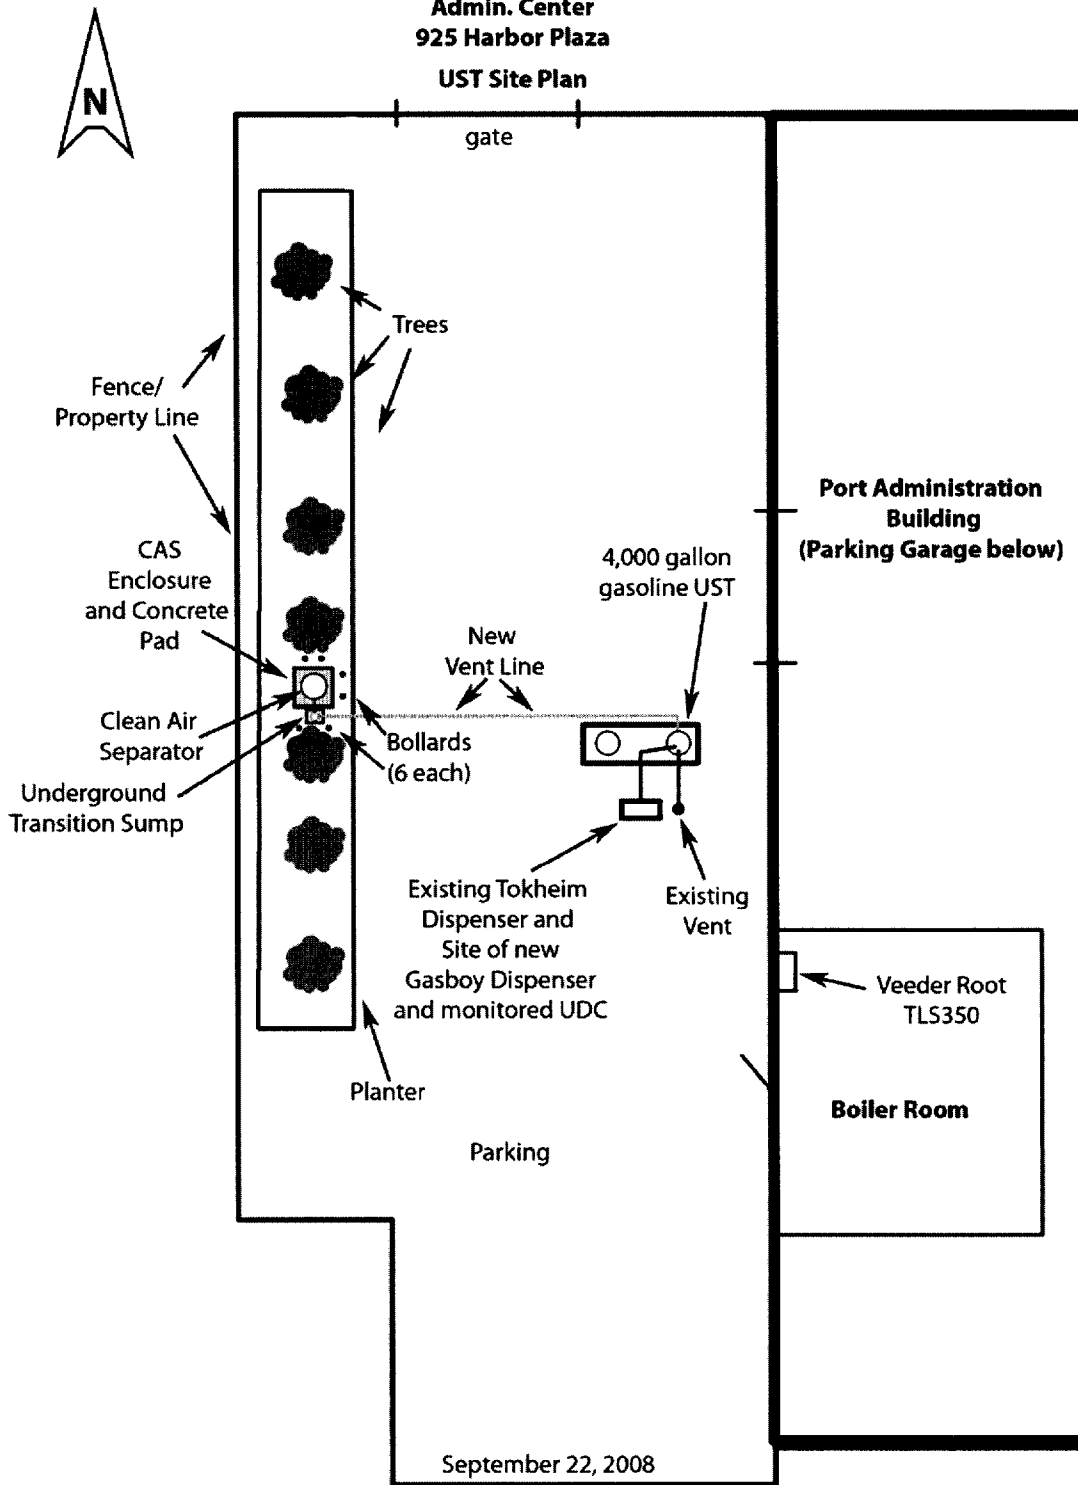 Admin. Center
925 Harbor Plaza
UST Site Plan
N
gate
Trees
Fence/
Property Line
Port Administration
Building
(Parking Garage below)
CAS
Enclosure
and Concrete
Pad
4,000 gallon
gasoline UST
New
Vent Line
Clean Air
Separator
Bollards
(6 each)
Underground
Transition Sump
Existing Tokheim
Dispenser and
Site of new
Gasboy Dispenser
and monitored UDC
Existing
Vent
Veeder Root
TLS350
Planter
Boiler Room
Parking
September 22, 2008